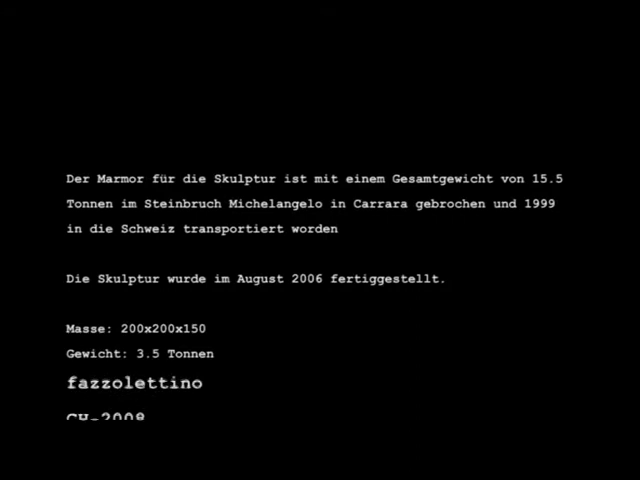 Der Marmor für die Skulptur ist mit einem Gesamtgewicht von 15.5
Tonnen im Steinbruch Michelangelo in Carrara gebrochen und 1999
in die Schweiz transportiert worden
Die Skulptur wurde im August 2006 fertiggestellt.
Masse: 200x200x150
Gewicht: 3.5 Tonnen
fazzolettino
CH-2008